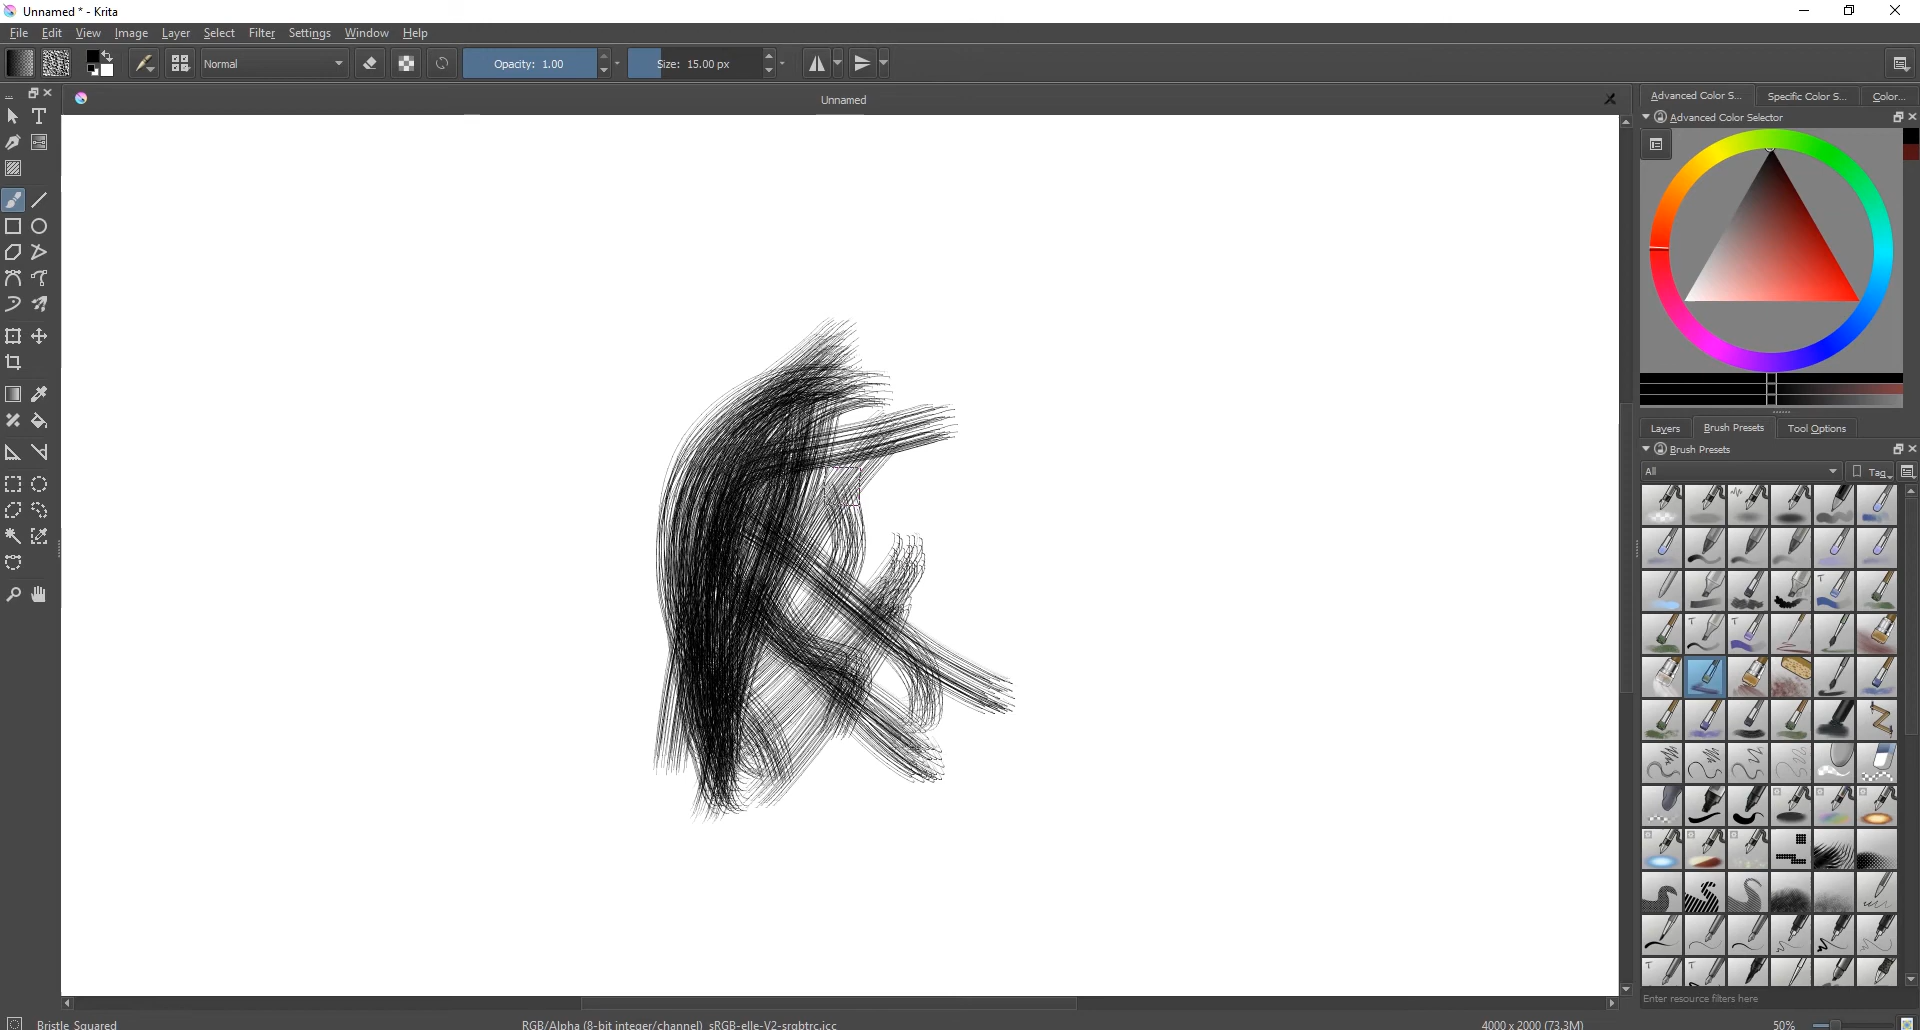 Unnamed * - Krita
File Edit View Image Layer Select Filter Settings Window Help
Normal
Opacity: 1.00
Size: 15.00 px
Unnamed
Advanced Color S...
Specific Color S...
Color...
Advanced Color Selector
Layers
Brush Presets
Tool Options
Brush Presets
All
Tag
Enter resource filters here
Bristle_Squared
RGB/Alpha (8-bit integer/channel) sRGB-elle-V2-srgbtrc.icc
4000 x 2000 (73.3M)
50%